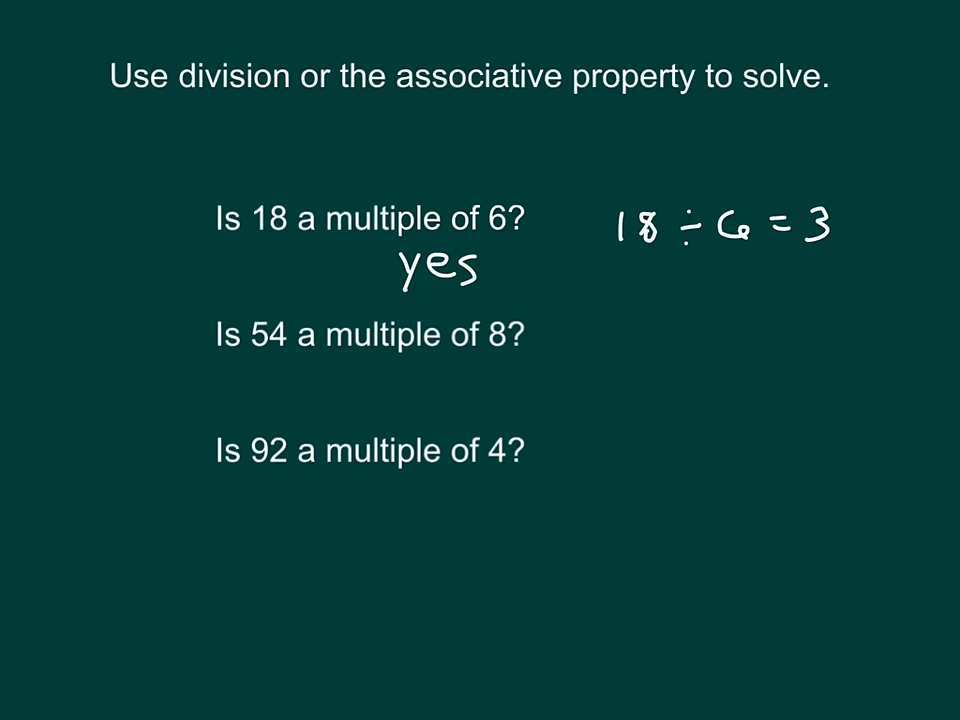 Use division or the associative property to solve.
Is 18 a multiple of 6? 18 ÷ 6 = 3
yes
Is 54 a multiple of 8?
Is 92 a multiple of 4?